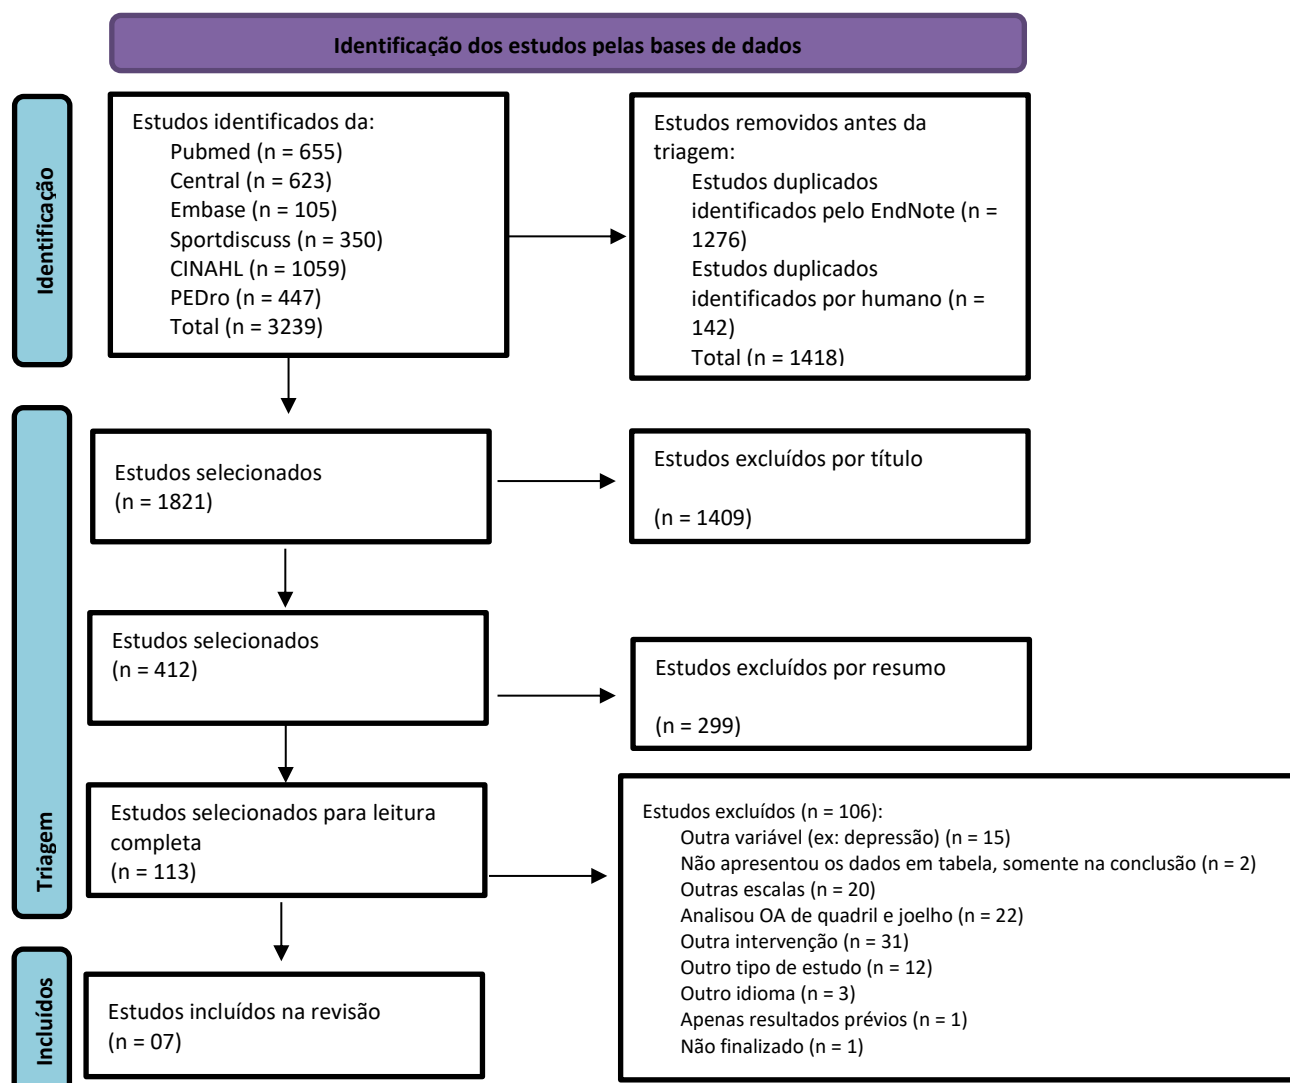 Identificação dos estudos pelas bases de dados
Identificação
Estudos identificados da:
Pubmed (n = 655)
Central (n = 623)
Embase (n = 105)
Sportdiscuss (n = 350)
CINAHL (n = 1059)
PEDro (n = 447)
Total (n = 3239)
Estudos removidos antes da
triagem:
Estudos duplicados
identificados pelo EndNote (n =
1276)
Estudos duplicados
identificados por humano (n =
142)
Total (n = 1418)
Triagem
Estudos selecionados
(n = 1821)
Estudos excluídos por título
(n = 1409)
Estudos selecionados
(n = 412)
Estudos excluídos por resumo
(n = 299)
Estudos selecionados para leitura
completa
(n = 113)
Estudos excluídos (n = 106):
Outra variável (ex: depressão) (n = 15)
Não apresentou os dados em tabela, somente na conclusão (n = 2)
Outras escalas (n = 20)
Analisou OA de quadril e joelho (n = 22)
Outra intervenção (n = 31)
Outro tipo de estudo (n = 12)
Outro idioma (n = 3)
Apenas resultados prévios (n = 1)
Não finalizado (n = 1)
Incluídos
Estudos incluídos na revisão
(n = 07)